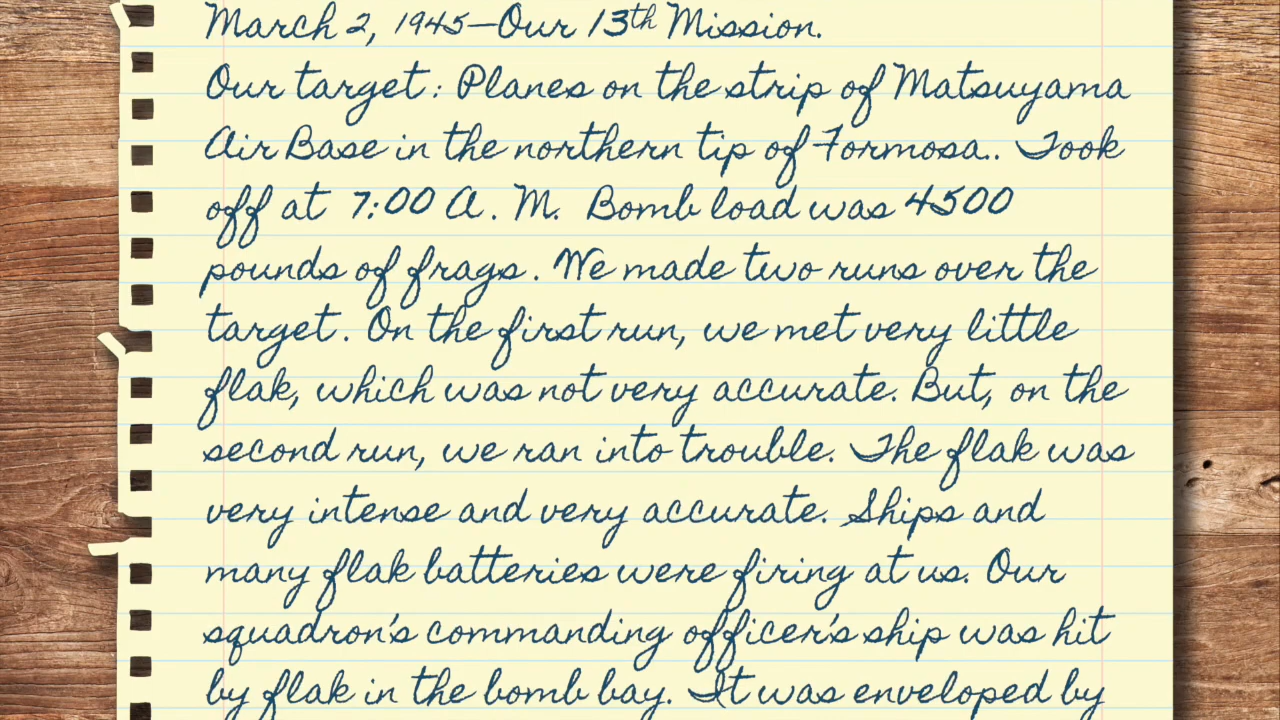 March 2, 1945—Our 13th Mission.
Our target: Planes on the strip of Matsuyama
Air Base in the northern tip of Formosa.. Took
off at 7:00 A. M. Bomb load was 4500
pounds of frags. We made two runs over the
target. On the first run, we met very little
flak, which was not very accurate. But, on the
second run, we ran into trouble. The flak was
very intense and very accurate. Ships and
many flak batteries were firing at us. Our
squadron's commanding officer's ship was hit
by flak in the bomb bay. It was enveloped by